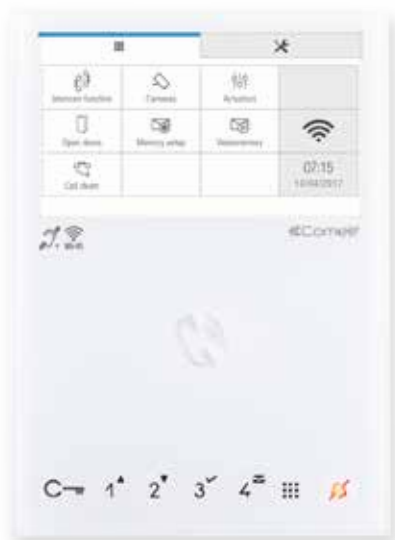 Intercom function Cameras Actuators
Open doors Memory setup Videomemory
Call divert
07:15
Wi-Fi Comelit
1 2 3 4